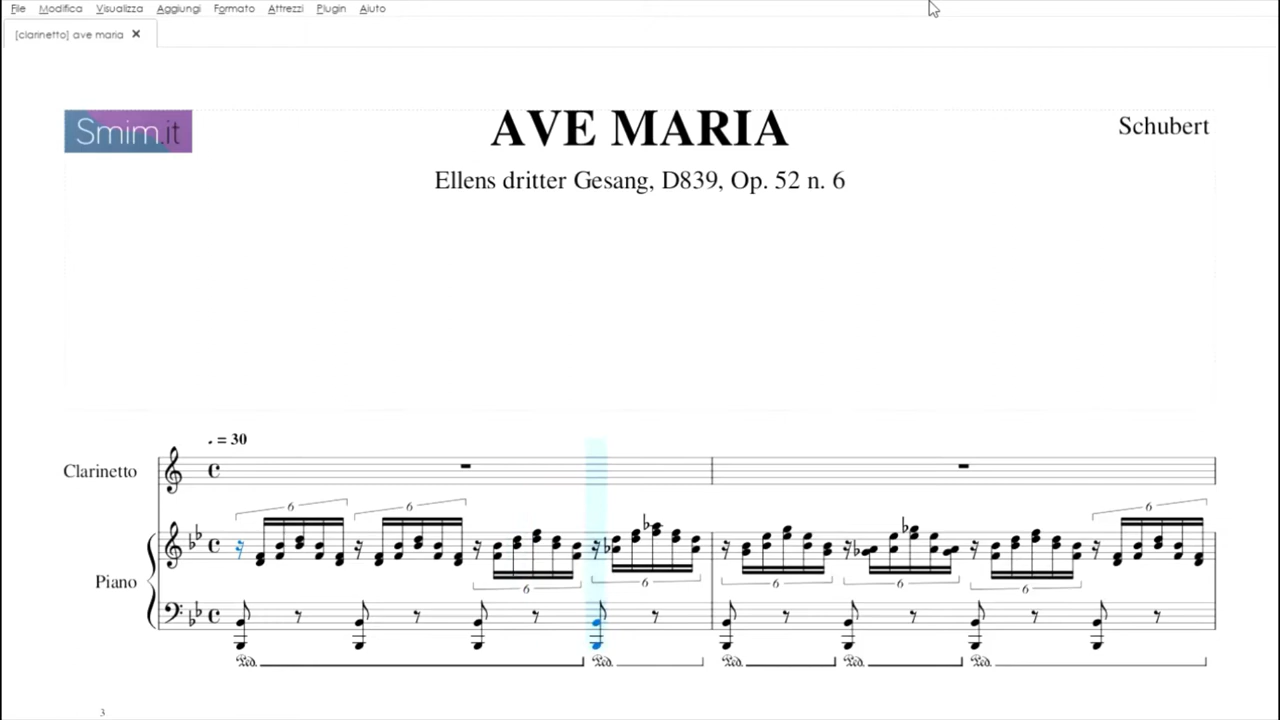 File Modifica Visualizza Aggiungi Formato Attrezzi Plugin Aiuto
[clarinetto] ave maria
Smim.it
AVE MARIA
Schubert
Ellens dritter Gesang, D839, Op. 52 n. 6
= 30
Clarinetto
6 6 6
Piano
6 6 6 6 6
3